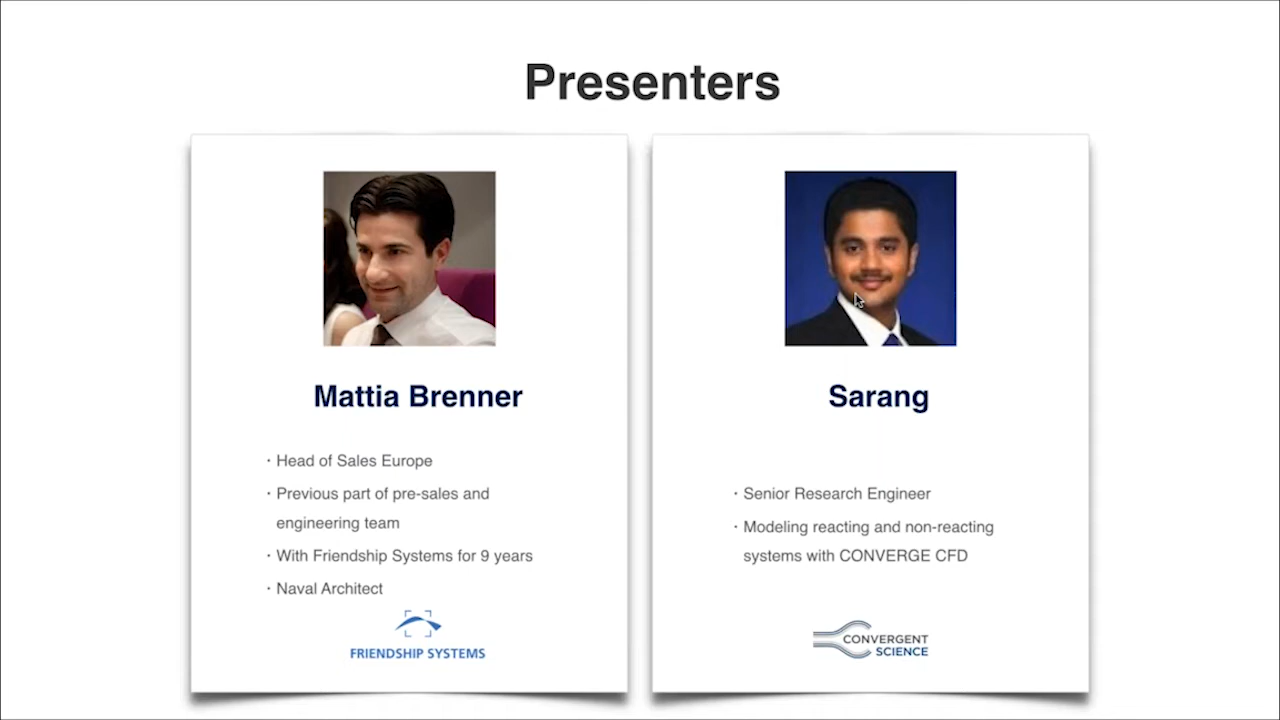 Presenters
Mattia Brenner
· Head of Sales Europe
· Previous part of pre-sales and
engineering team
· With Friendship Systems for 9 years
· Naval Architect
FRIENDSHIP SYSTEMS
Sarang
· Senior Research Engineer
· Modeling reacting and non-reacting
systems with CONVERGE CFD
CONVERGENT
SCIENCE